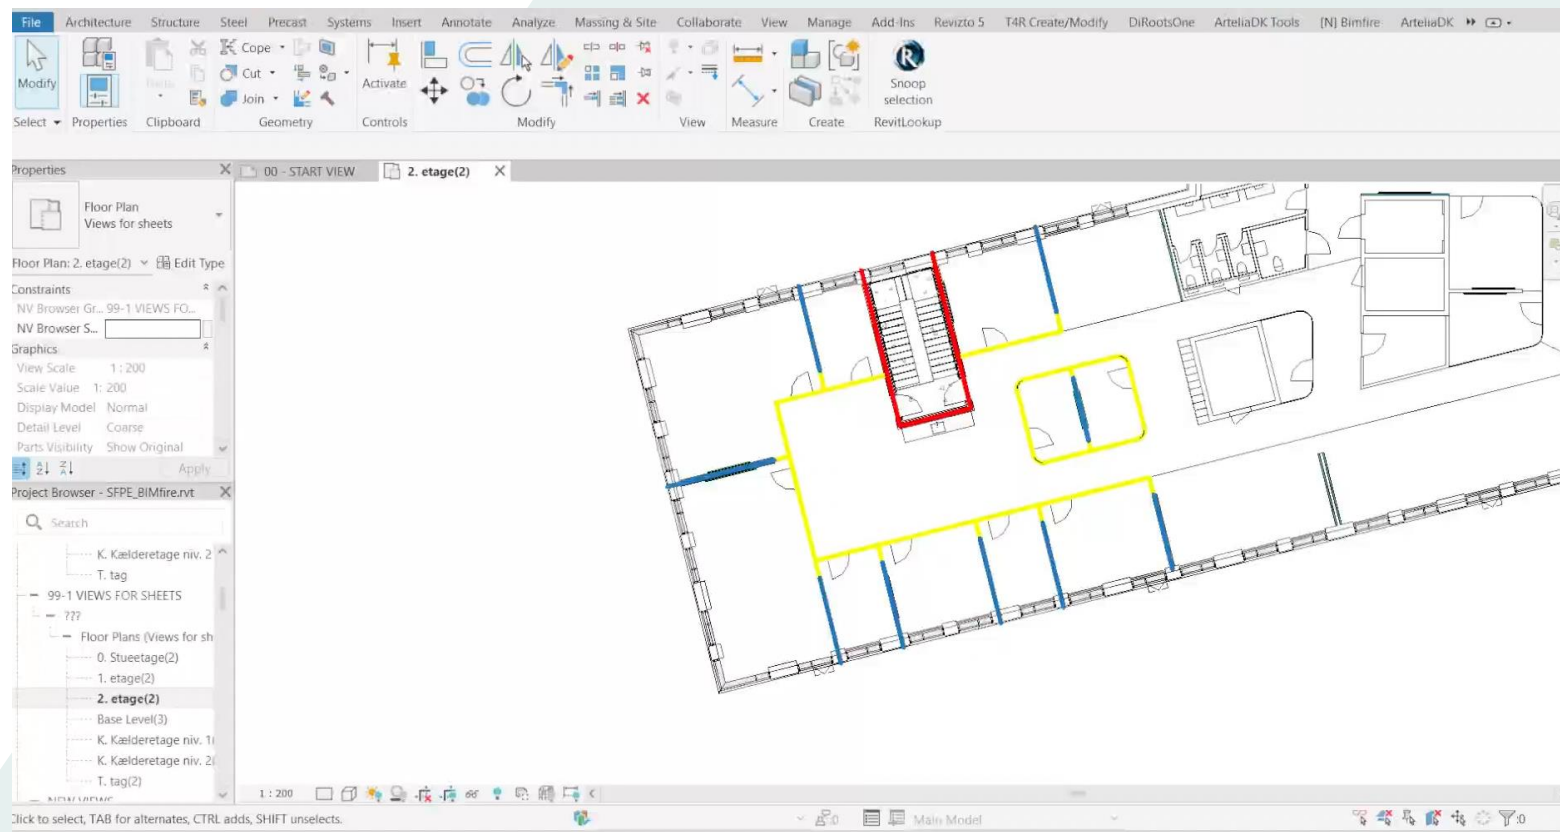 File Architecture Structure Steel Precast Systems Insert Annotate Analyze Massing & Site Collaborate View Manage Add-Ins Revizto 5 T4R Create/Modify DiRootsOne ArteliaDK Tools [N] Bimfire ArteliaDK
Modify Cope Cut Join Activate Snoop selection
Select Properties Clipboard Geometry Controls Modify View Measure Create RevitLookup
Properties
00 - START VIEW 2. etage(2)
Floor Plan
Views for sheets
Floor Plan: 2. etage(2) Edit Type
Constraints
NV Browser Gr... 99-1 VIEWS FO...
NV Browser S...
Graphics
View Scale 1 : 200
Scale Value 1: 200
Display Model Normal
Detail Level Coarse
Parts Visibility Show Original
Apply
Project Browser - SFPE_BIMfire.rvt
Search
K. Kælderetage niv. 2
T. tag
99-1 VIEWS FOR SHEETS
???
Floor Plans (Views for sh
0. Stueetage(2)
1. etage(2)
2. etage(2)
Base Level(3)
K. Kælderetage niv. 1(
K. Kælderetage niv. 2(
T. tag(2)
NEW VIEWS
1 : 200
Click to select, TAB for alternates, CTRL adds, SHIFT unselects.
:0 Main Model :0